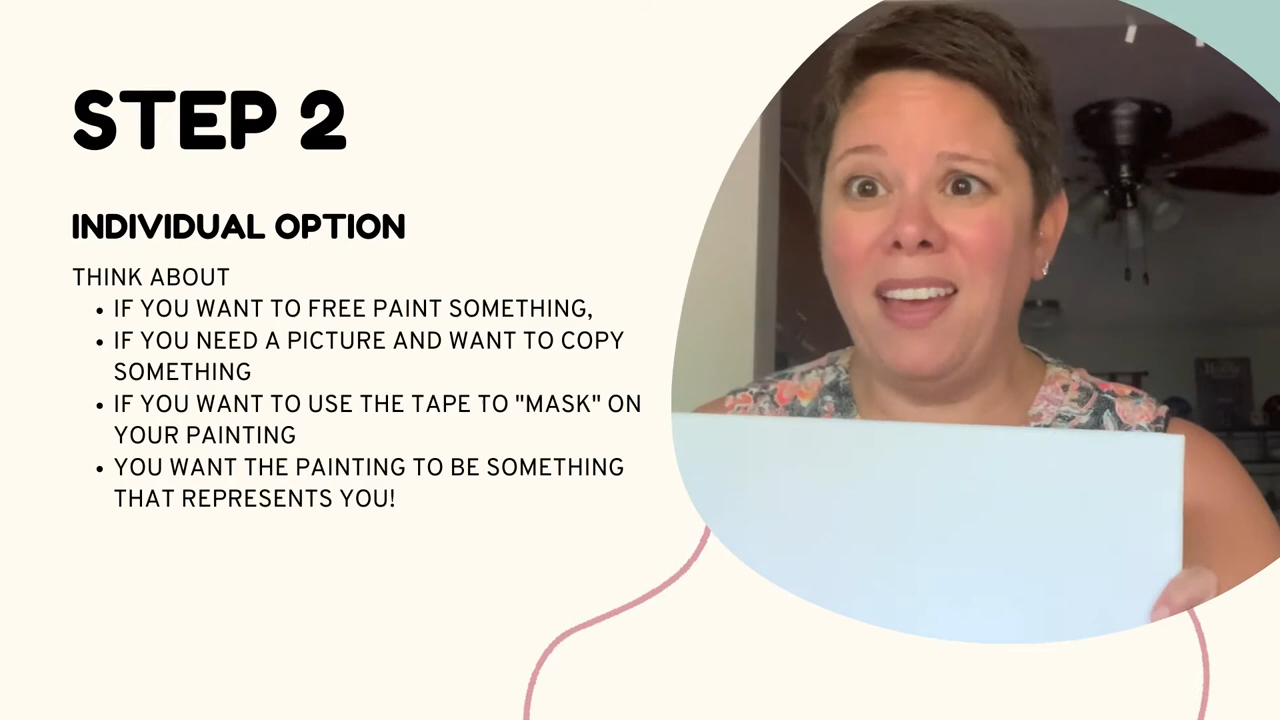 STEP 2
INDIVIDUAL OPTION
THINK ABOUT
• IF YOU WANT TO FREE PAINT SOMETHING,
• IF YOU NEED A PICTURE AND WANT TO COPY
SOMETHING
• IF YOU WANT TO USE THE TAPE TO "MASK" ON
YOUR PAINTING
• YOU WANT THE PAINTING TO BE SOMETHING
THAT REPRESENTS YOU!